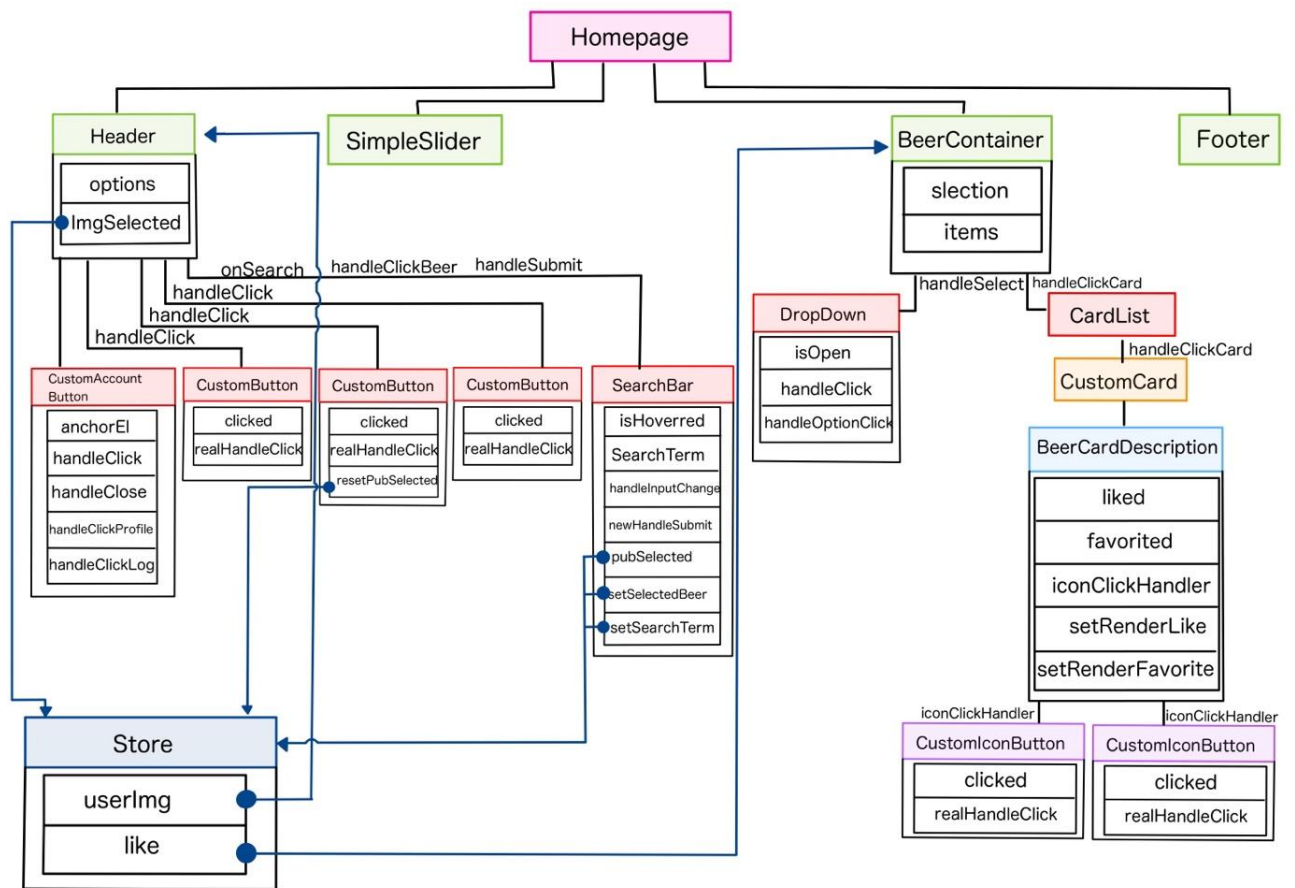 Homepage
Header
SimpleSlider
BeerContainer
Footer
options
ImgSelected
slection
items
onSearch
handleClickBeer
handleSubmit
handleClick
handleClick
handleClick
handleSelect
handleClickCard
DropDown
isOpen
handleClick
handleOptionClick
CardList
handleClickCard
CustomCard
CustomAccount
Button
anchorEl
handleClick
handleClose
handleClickProfile
handleClickLog
CustomButton
clicked
realHandleClick
CustomButton
clicked
realHandleClick
resetPubSelected
CustomButton
clicked
realHandleClick
SearchBar
isHoverred
SearchTerm
handleInputChange
newHandleSubmit
pubSelected
setSelectedBeer
setSearchTerm
BeerCardDescription
liked
favorited
iconClickHandler
setRenderLike
setRenderFavorite
iconClickHandler
iconClickHandler
CustomIconButton
clicked
realHandleClick
CustomIconButton
clicked
realHandleClick
Store
userImg
like